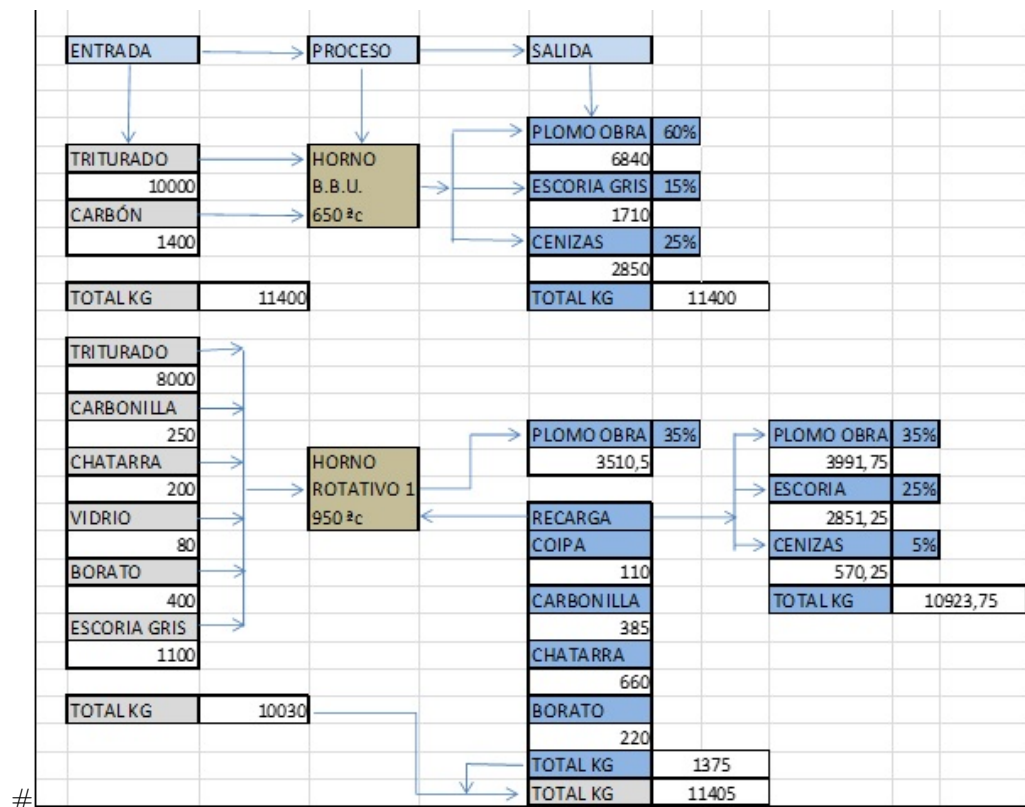 ENTRADA PROCESO SALIDA
PLOMO OBRA 60%
TRITURADO HORNO 6840
10000 B.B.U. ESCORIA GRIS 15%
CARBÓN 650 ªc 1710
1400 CENIZAS 25%
2850
TOTAL KG 11400 TOTAL KG 11400
TRITURADO
8000
CARBONILLA
250 PLOMO OBRA 35% PLOMO OBRA 35%
CHATARRA HORNO 3510,5 3991,75
200 ROTATIVO 1 ESCORIA 25%
VIDRIO 950 ªc RECARGA 2851,25
80 COIPA CENIZAS 5%
BORATO 110 570,25
400 CARBONILLA TOTAL KG 10923,75
ESCORIA GRIS 385
1100 CHATARRA
660
TOTAL KG 10030 BORATO
220
TOTAL KG 1375
TOTAL KG 11405
#